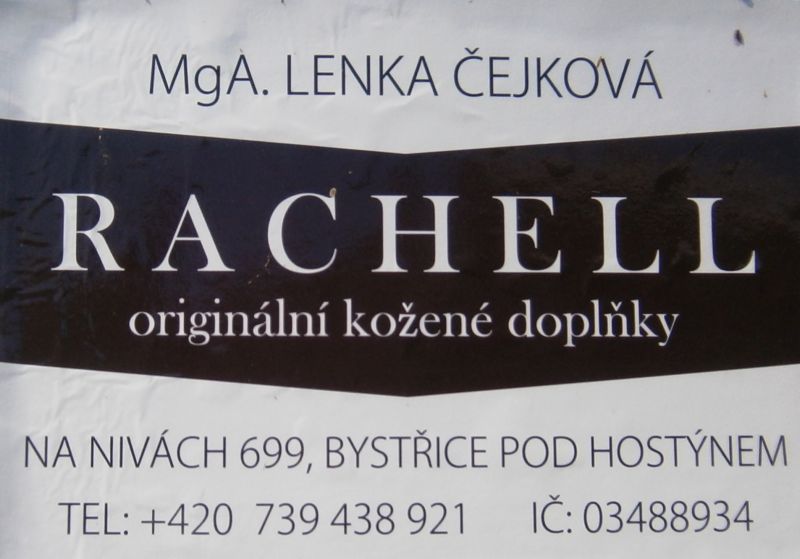 MgA. LENKA ČEJKOVÁ
RACHELL
originální kožené doplňky
NA NIVÁCH 699, BYSTŘICE POD HOSTÝNEM
TEL: +420 739 438 921 IČ: 03488934